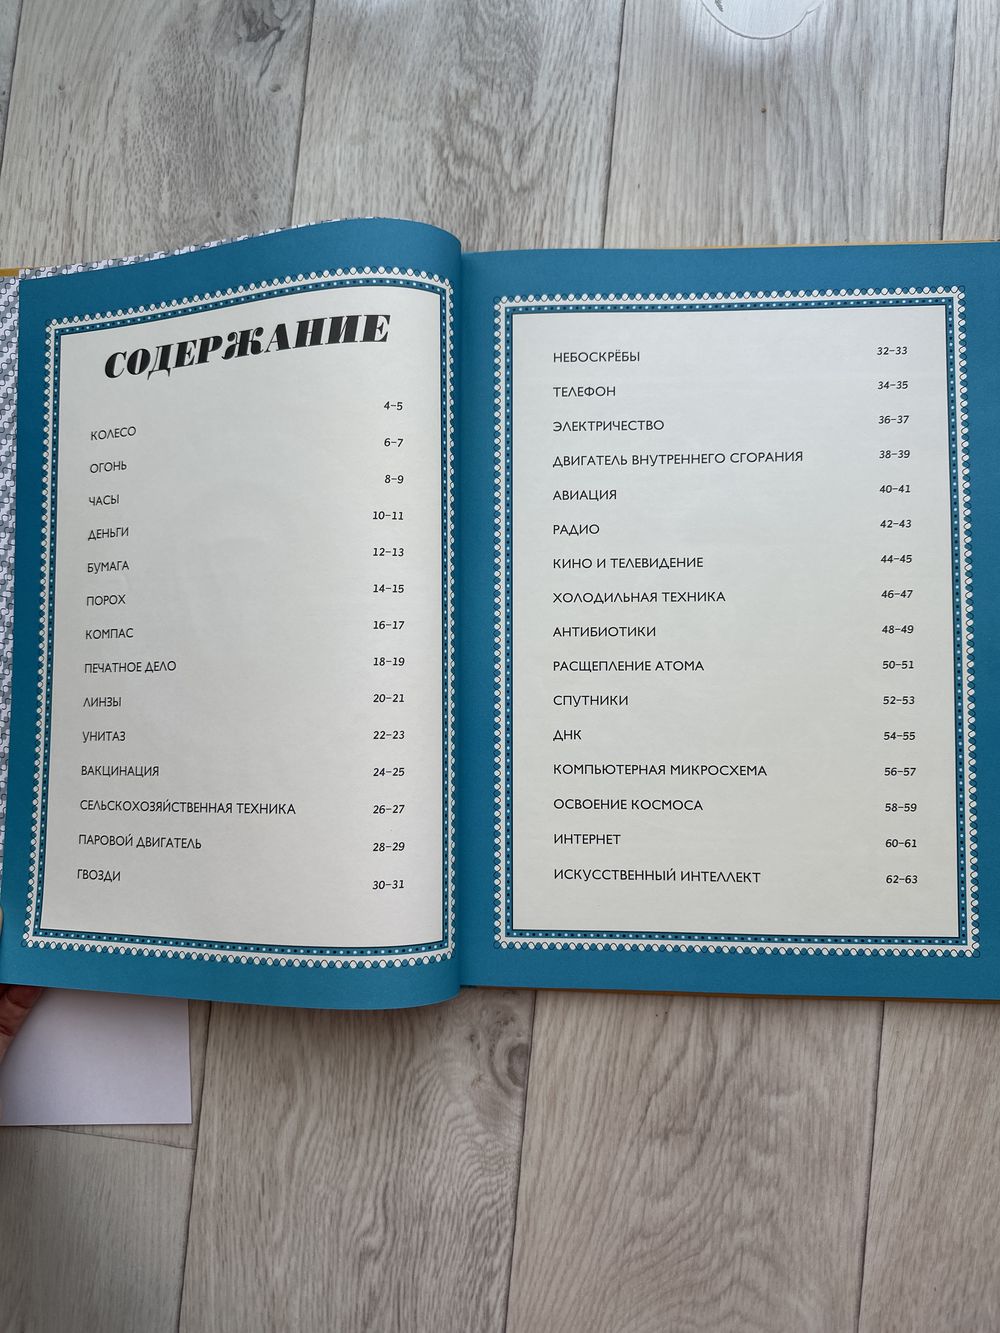 СОДЕРЖАНИЕ
КОЛЕСО 4–5
ОГОНЬ 6–7
ЧАСЫ 8–9
ДЕНЬГИ 10–11
БУМАГА 12–13
ПОРОХ 14–15
КОМПАС 16–17
ПЕЧАТНОЕ ДЕЛО 18–19
ЛИНЗЫ 20–21
УНИТАЗ 22–23
ВАКЦИНАЦИЯ 24–25
СЕЛЬСКОХОЗЯЙСТВЕННАЯ ТЕХНИКА 26–27
ПАРОВОЙ ДВИГАТЕЛЬ 28–29
ГВОЗДИ 30–31
НЕБОСКРЁБЫ 32–33
ТЕЛЕФОН 34–35
ЭЛЕКТРИЧЕСТВО 36–37
ДВИГАТЕЛЬ ВНУТРЕННЕГО СГОРАНИЯ 38–39
АВИАЦИЯ 40–41
РАДИО 42–43
КИНО И ТЕЛЕВИДЕНИЕ 44–45
ХОЛОДИЛЬНАЯ ТЕХНИКА 46–47
АНТИБИОТИКИ 48–49
РАСЩЕПЛЕНИЕ АТОМА 50–51
СПУТНИКИ 52–53
ДНК 54–55
КОМПЬЮТЕРНАЯ МИКРОСХЕМА 56–57
ОСВОЕНИЕ КОСМОСА 58–59
ИНТЕРНЕТ 60–61
ИСКУССТВЕННЫЙ ИНТЕЛЛЕКТ 62–63